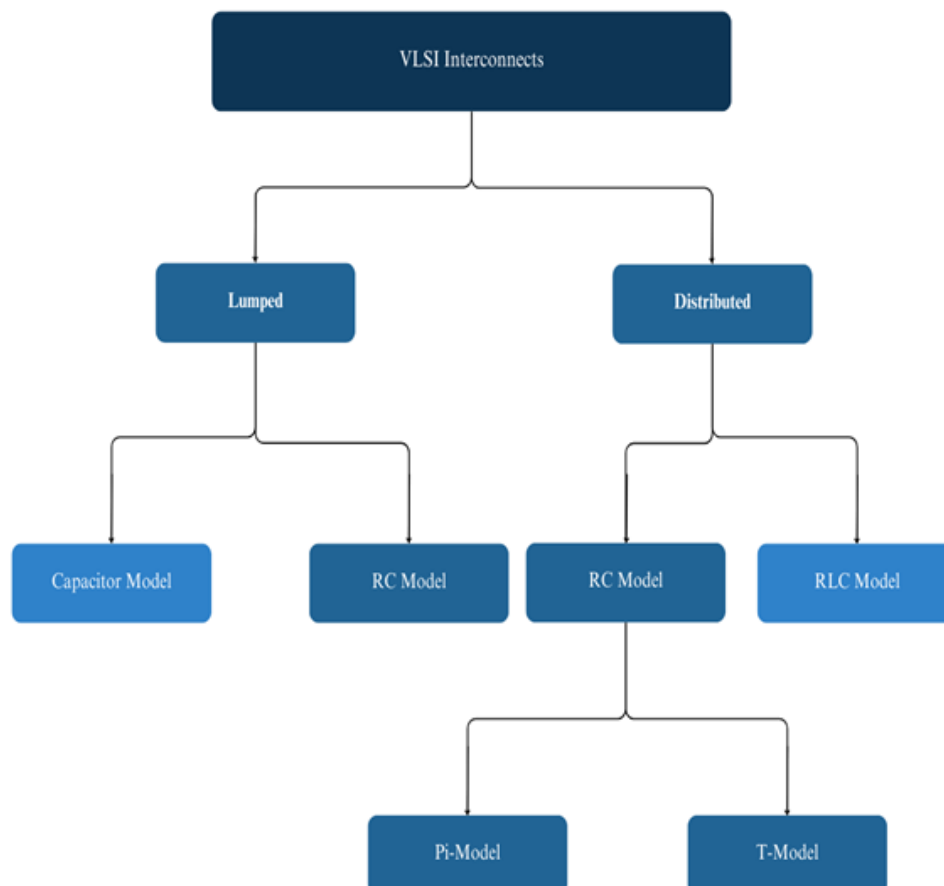 VLSI Interconnects
Lumped
Distributed
Capacitor Model
RC Model
RC Model
RLC Model
Pi-Model
T-Model